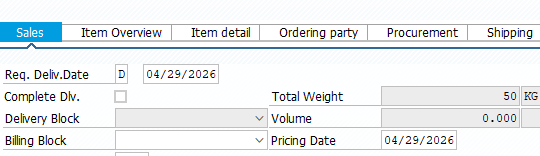 Sales Item Overview Item detail Ordering party Procurement Shipping
Req. Deliv.Date D 04/29/2026
Complete Dlv. Total Weight 50 KG
Delivery Block Volume 0.000
Billing Block Pricing Date 04/29/2026